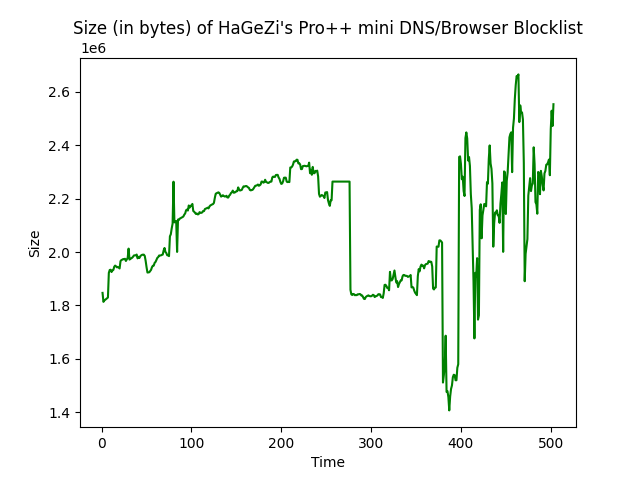 Size (in bytes) of HaGeZi's Pro++ mini DNS/Browser Blocklist
1e6
2.6
2.4
2.2
2.0
1.8
1.6
1.4
Size
0 100 200 300 400 500
Time